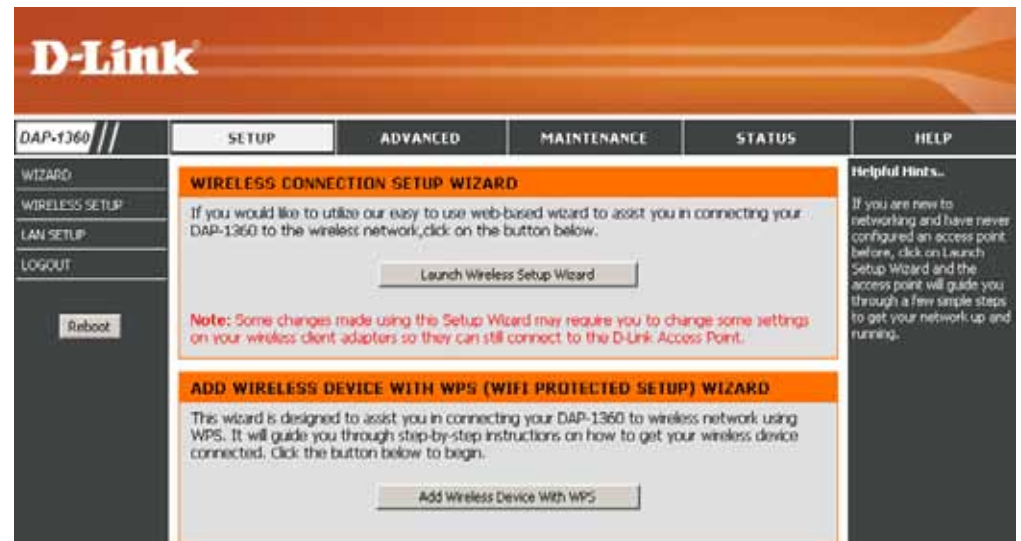 D-Link
DAP-1360
SETUP
ADVANCED
MAINTENANCE
STATUS
HELP
WIZARD
WIRELESS SETUP
LAN SETUP
LOGOUT
Reboot
WIRELESS CONNECTION SETUP WIZARD
If you would like to utilize our easy to use web-based wizard to assist you in connecting your
DAP-1360 to the wireless network,click on the button below.
Launch Wireless Setup Wizard
Note: Some changes made using this Setup Wizard may require you to change some settings
on your wireless client adapters so they can still connect to the D-Link Access Point.
ADD WIRELESS DEVICE WITH WPS (WIFI PROTECTED SETUP) WIZARD
This wizard is designed to assist you in connecting your DAP-1360 to wireless network using
WPS. It will guide you through step-by-step instructions on how to get your wireless device
connected. Click the button below to begin.
Add Wireless Device With WPS
Helpful Hints..
If you are new to
networking and have never
configured an access point
before, click on Launch
Setup Wizard and the
access point will guide you
through a few simple steps
to get your network up and
running.